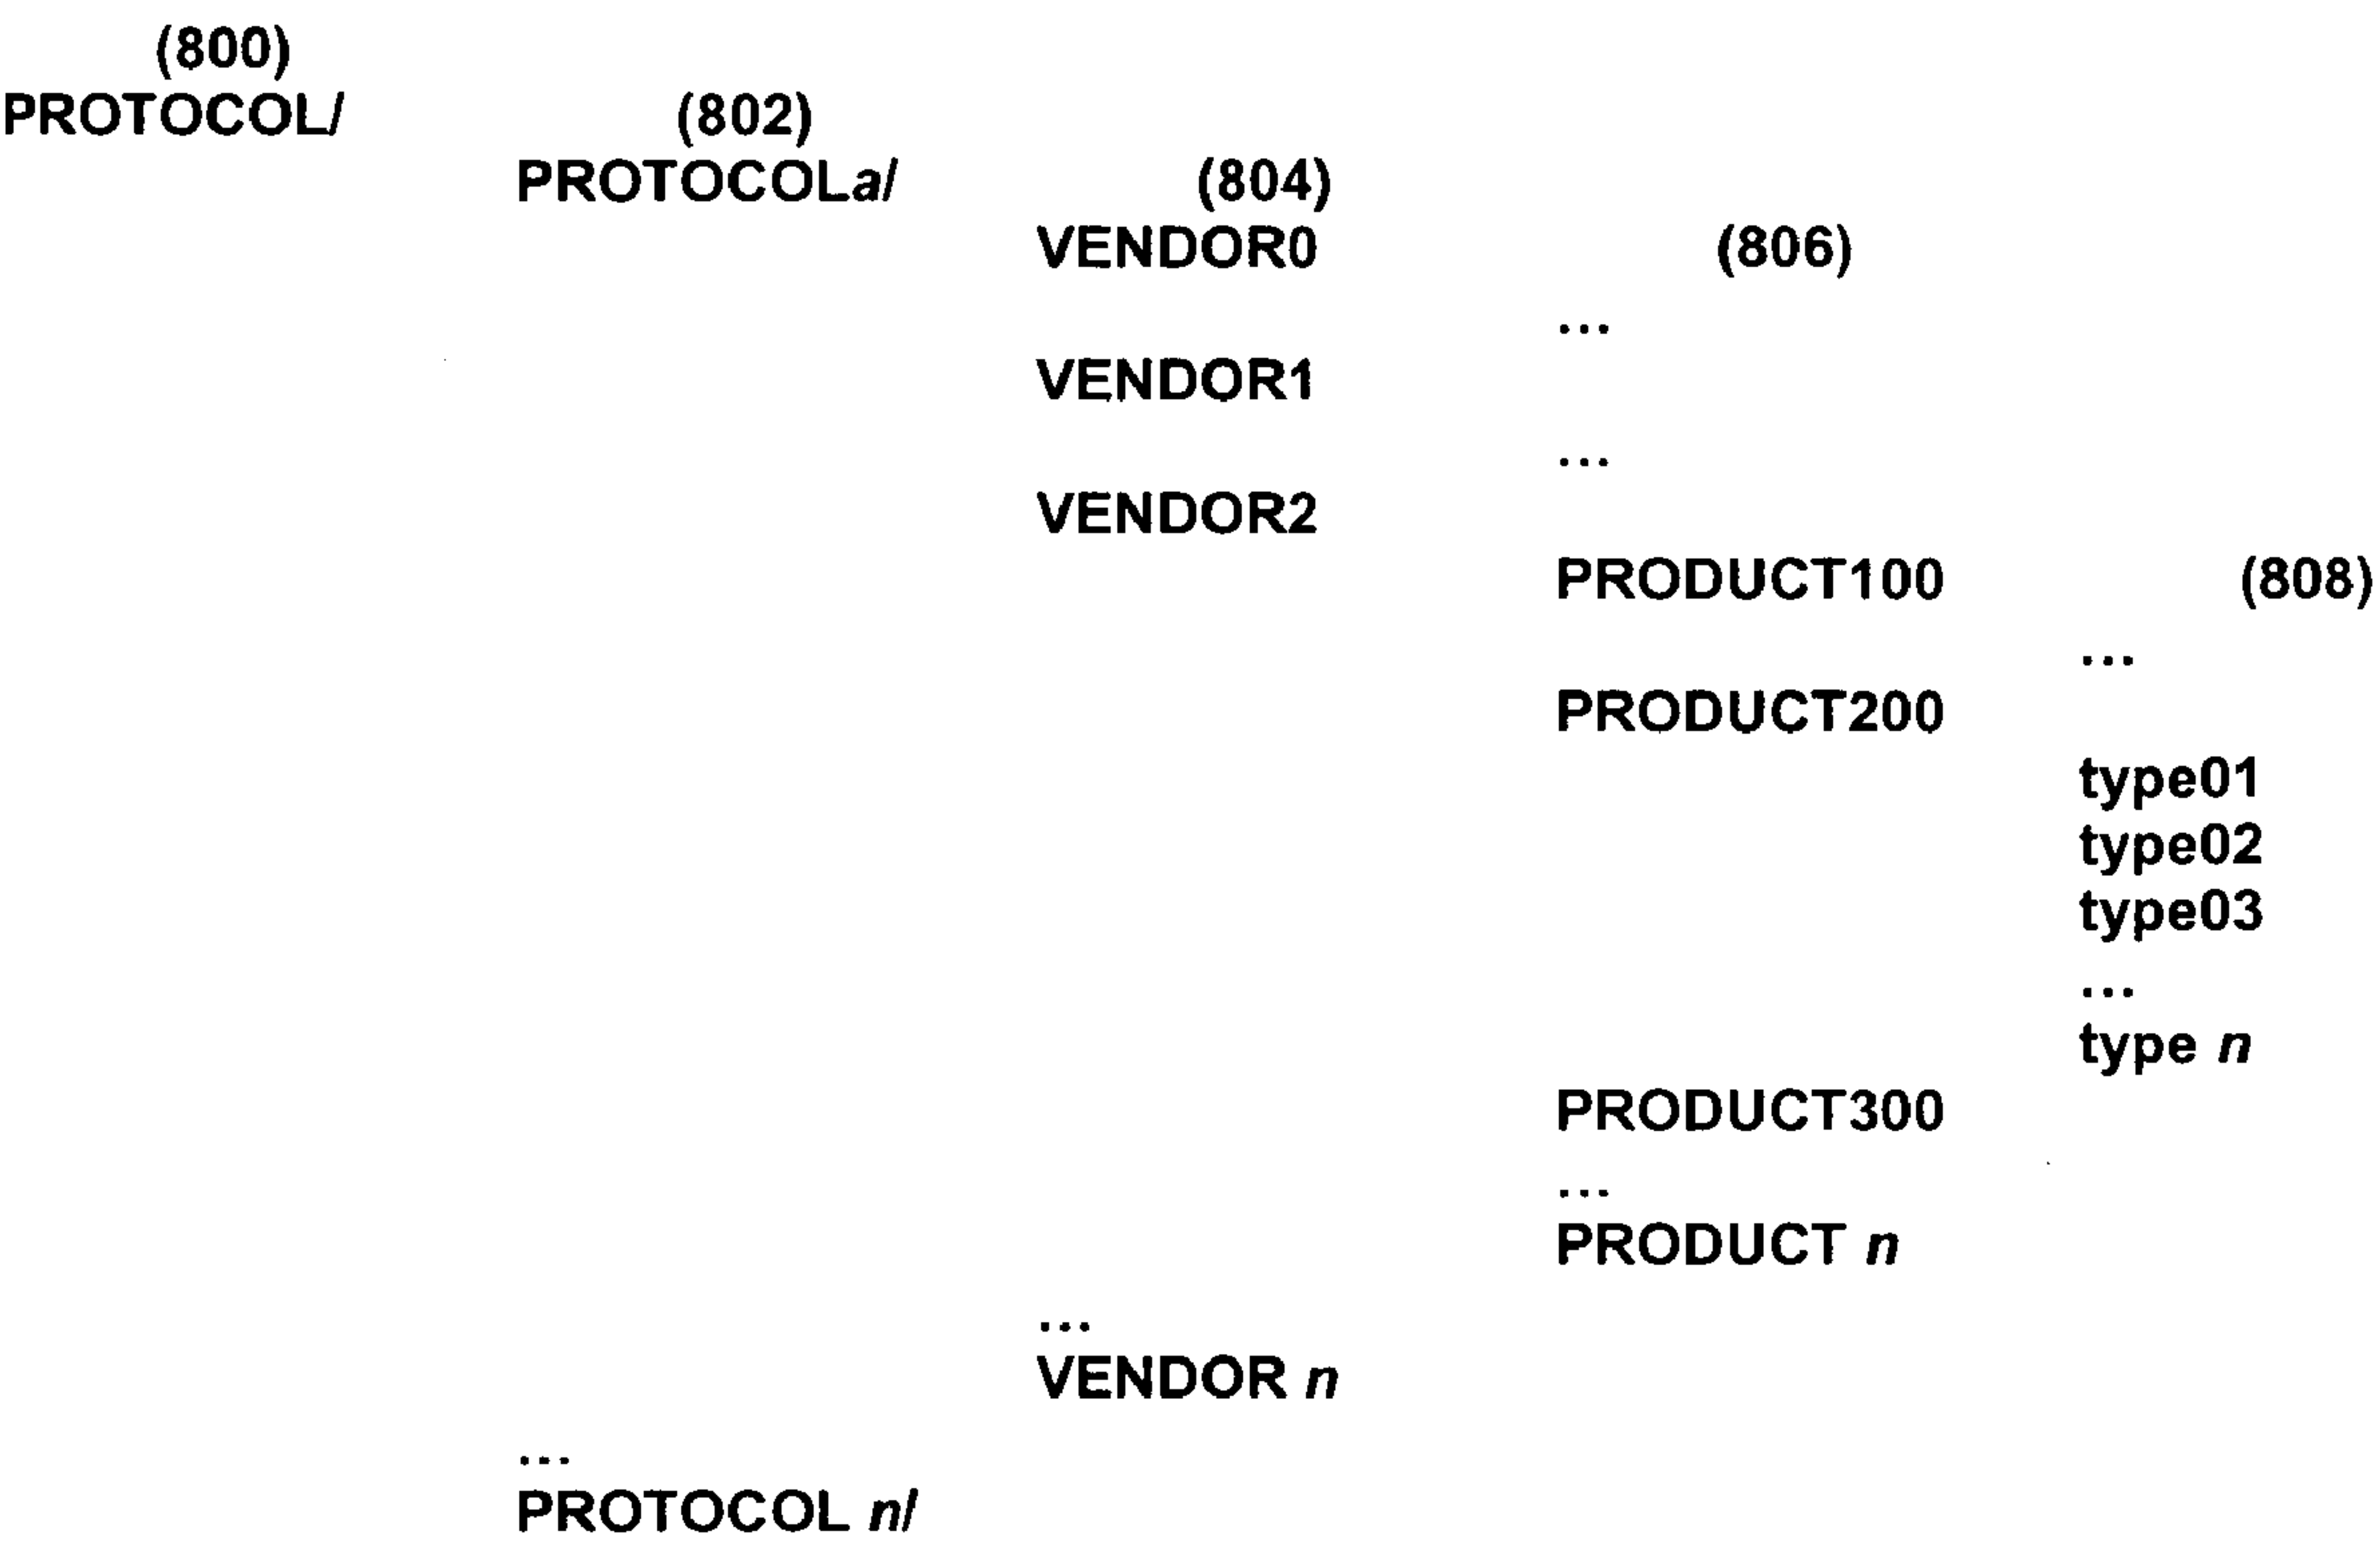 (800)
PROTOCOL/ (802)
PROTOCOLa/ (804)
VENDOR0 (806)
...
VENDOR1
...
VENDOR2
PRODUCT100 (808)
...
PRODUCT200
type01
type02
type03
...
type n
PRODUCT300
...
PRODUCT n
...
VENDOR n
...
PROTOCOL n/